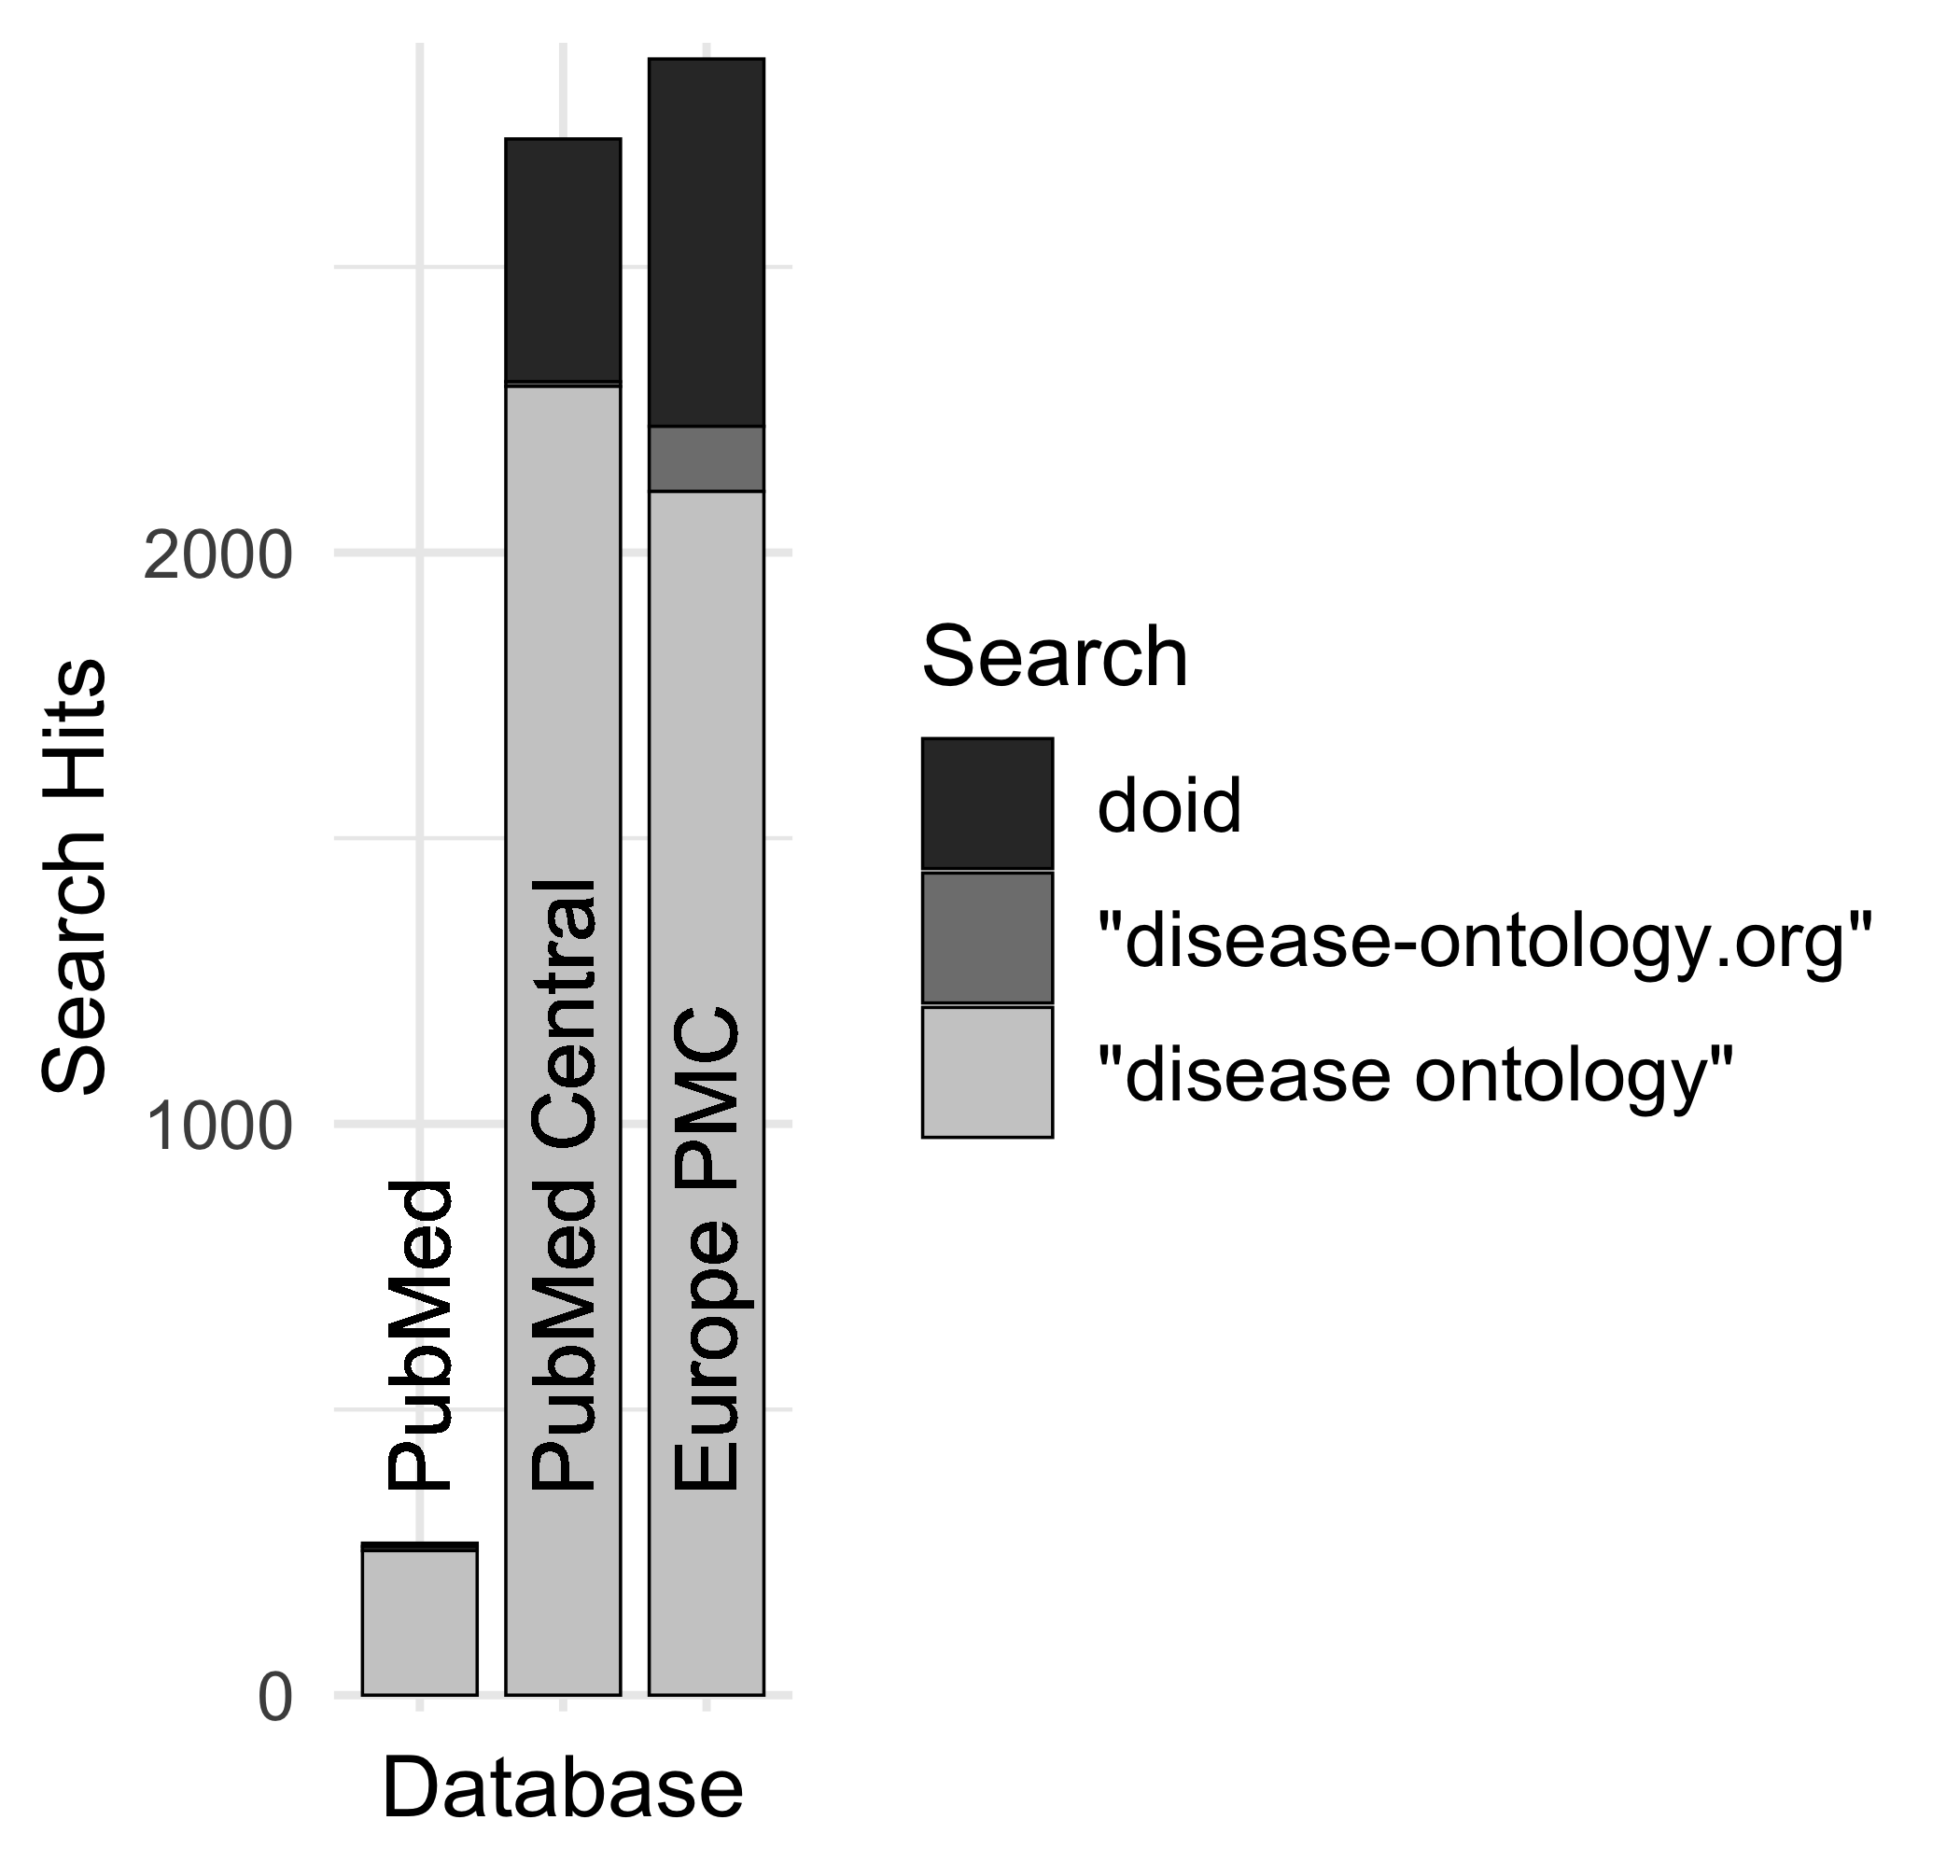 Search Hits
2000
1000
0
PubMed
PubMed Central
Europe PMC
Database
Search
doid
"disease-ontology.org"
"disease ontology"